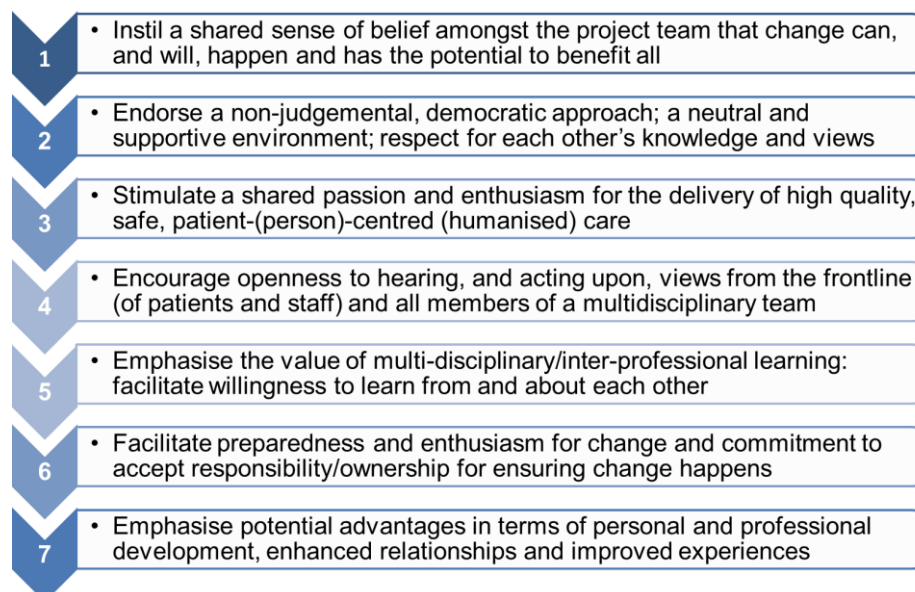 1
• Instil a shared sense of belief amongst the project team that change can,
and will, happen and has the potential to benefit all
2
• Endorse a non-judgemental, democratic approach; a neutral and
supportive environment; respect for each other's knowledge and views
3
• Stimulate a shared passion and enthusiasm for the delivery of high quality,
safe, patient-(person)-centred (humanised) care
4
• Encourage openness to hearing, and acting upon, views from the frontline
(of patients and staff) and all members of a multidisciplinary team
5
• Emphasise the value of multi-disciplinary/inter-professional learning:
facilitate willingness to learn from and about each other
6
• Facilitate preparedness and enthusiasm for change and commitment to
accept responsibility/ownership for ensuring change happens
7
• Emphasise potential advantages in terms of personal and professional
development, enhanced relationships and improved experiences